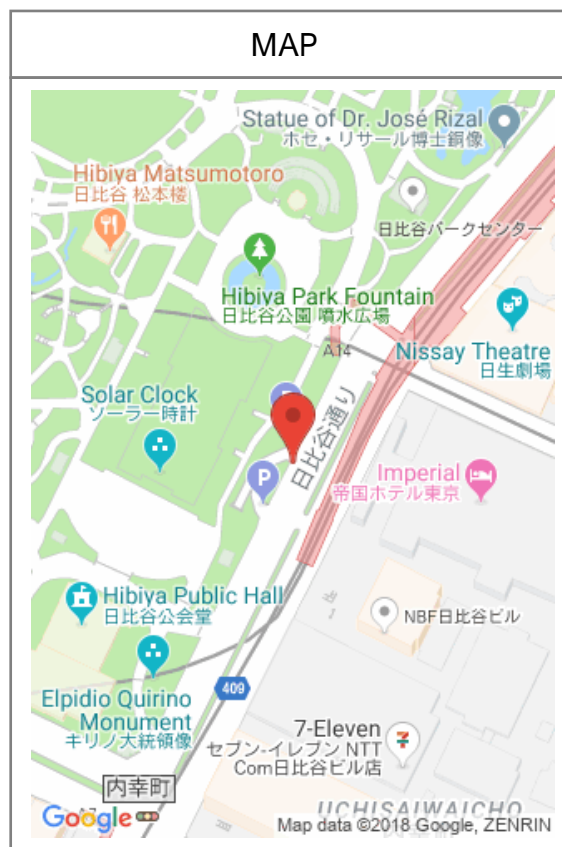 MAP
Statue of Dr. José Rizal
ホセ・リサール博士銅像
Hibiya Matsumotoro
日比谷 松本楼
日比谷パークセンター
Hibiya Park Fountain
日比谷公園 噴水広場
A14
Nissay Theatre
日生劇場
Solar Clock
ソーラー時計
P
日比谷通り
P
Imperial
帝国ホテル東京
Hibiya Public Hall
日比谷公会堂
NBF日比谷ビル
Elpidio Quirino
Monument
キリノ大統領像
409
7-Eleven
セブン-イレブン NTT
Com日比谷ビル店
内幸町
UCHISAIWAICHO
Google
Map data ©2018 Google, ZENRIN